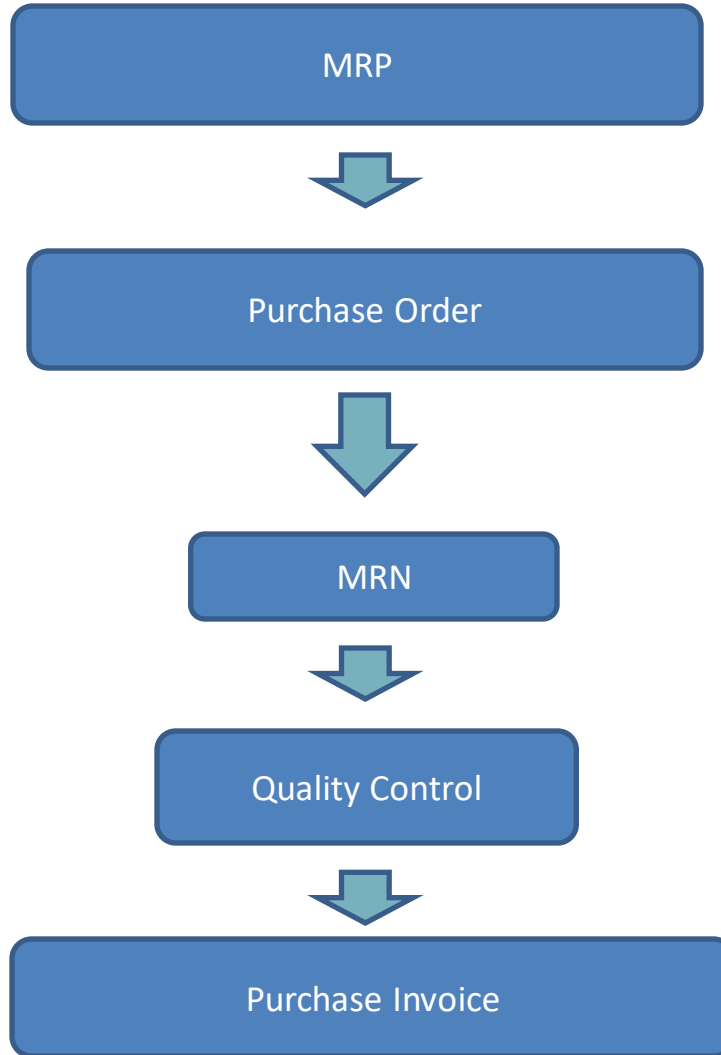 MRP
Purchase Order
MRN
Quality Control
Purchase Invoice